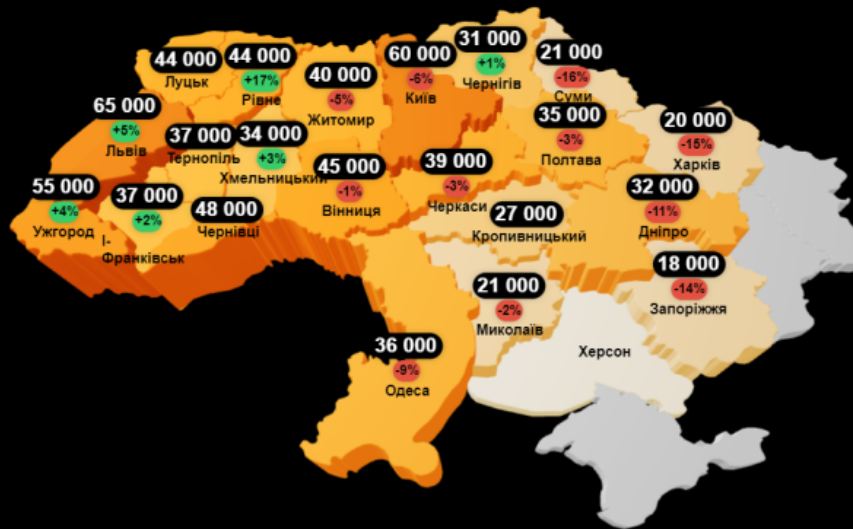 44 000
Луцьк
44 000
+17%
Рівне
40 000
-5%
Житомир
60 000
-6%
Київ
31 000
+1%
Чернігів
21 000
-16%
Суми
65 000
+5%
Львів
37 000
Тернопіль
34 000
+3%
Хмельницький
45 000
-1%
Вінниця
39 000
-3%
Черкаси
35 000
-3%
Полтава
20 000
-15%
Харків
55 000
+4%
Ужгород
37 000
+2%
І-
Франківськ
48 000
Чернівці
27 000
Кропивницький
32 000
-11%
Дніпро
21 000
-2%
Миколаїв
18 000
-14%
Запоріжжя
36 000
-9%
Одеса
Херсон